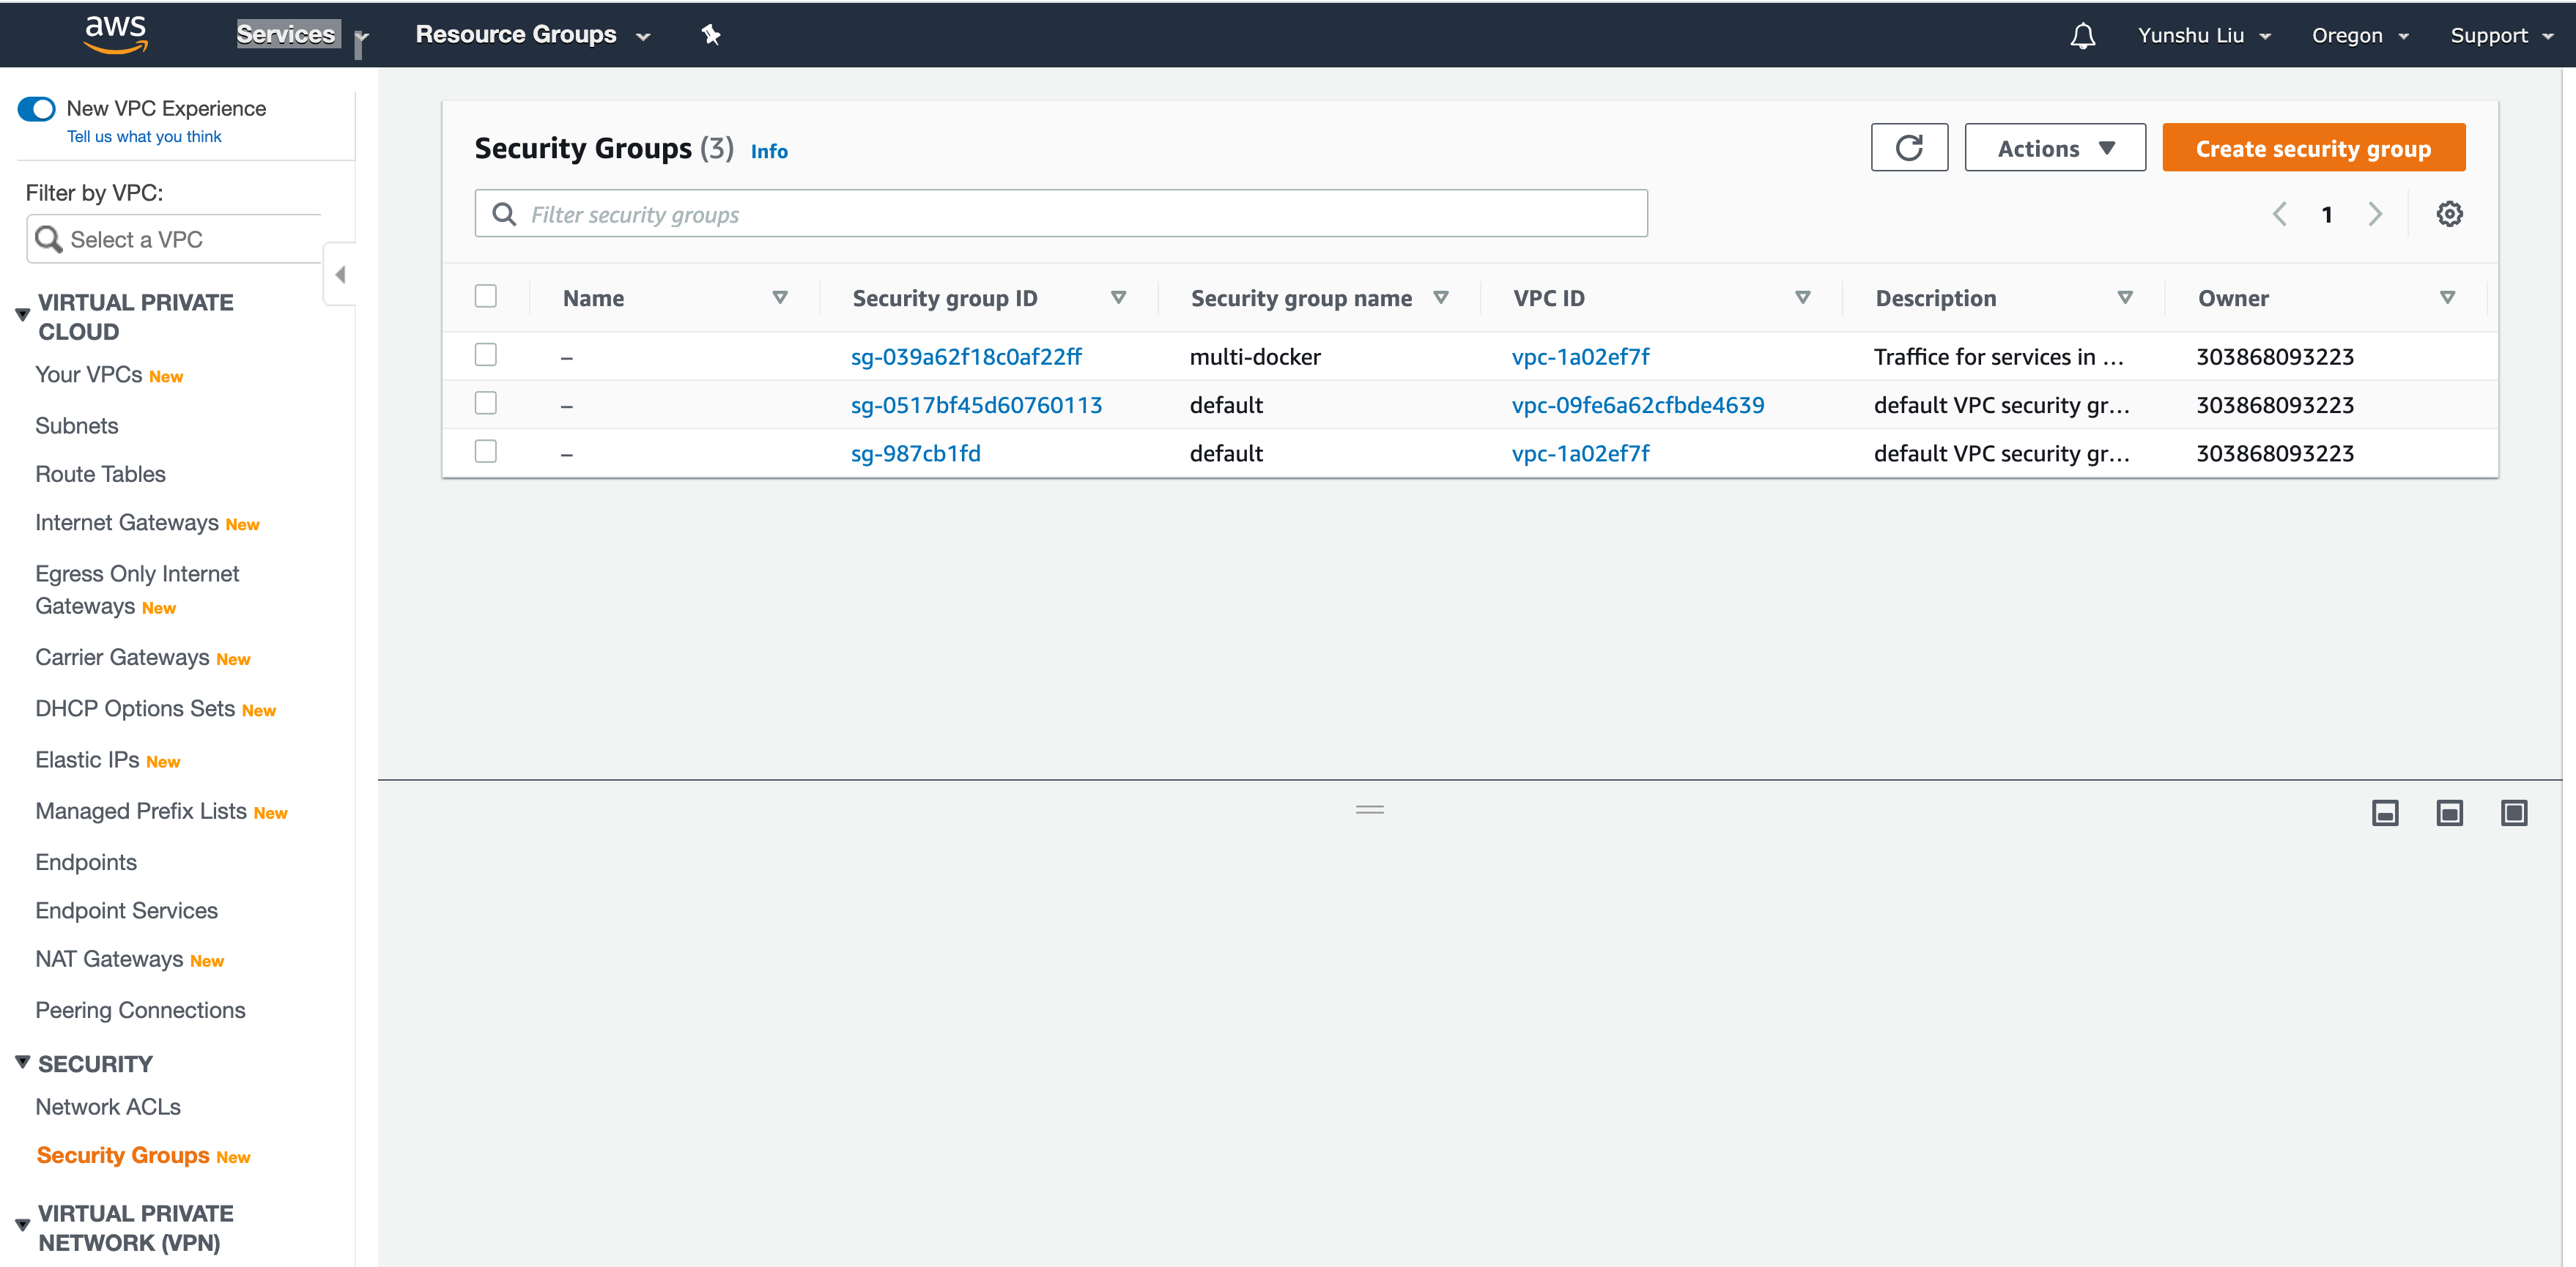 aws Services Resource Groups Yunshu Liu Oregon Support
New VPC Experience
Tell us what you think
Filter by VPC:
Select a VPC
VIRTUAL PRIVATE
CLOUD
Your VPCs New
Subnets
Route Tables
Internet Gateways New
Egress Only Internet
Gateways New
Carrier Gateways New
DHCP Options Sets New
Elastic IPs New
Managed Prefix Lists New
Endpoints
Endpoint Services
NAT Gateways New
Peering Connections
SECURITY
Network ACLs
Security Groups New
VIRTUAL PRIVATE
NETWORK (VPN)
Security Groups (3) Info Actions Create security group
Filter security groups 1
Name Security group ID Security group name VPC ID Description Owner
– sg-039a62f18c0af22ff multi-docker vpc-1a02ef7f Traffice for services in ... 303868093223
– sg-0517bf45d60760113 default vpc-09fe6a62cfbde4639 default VPC security gr... 303868093223
– sg-987cb1fd default vpc-1a02ef7f default VPC security gr... 303868093223